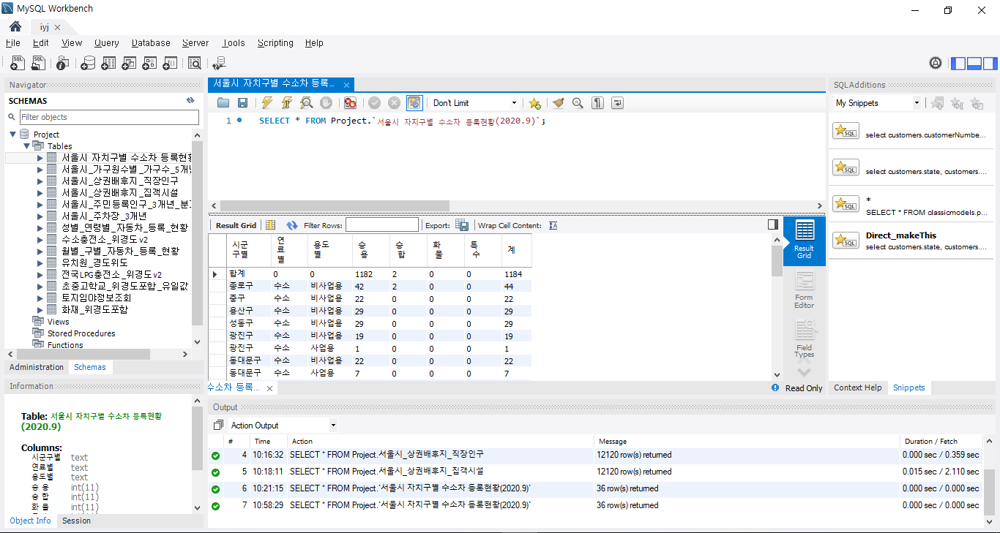 MySQL Workbench
iyj
File Edit View Query Database Server Tools Scripting Help
Navigator
SCHEMAS
Filter objects
Project
Tables
서울시 자치구별 수소차 등록현황
서울시_가구원수별_가구수_5개년
서울시_상권배후지_직장인구
서울시_상권배후지_집객시설
서울시_주민등록인구_3개년_분기
서울시_주차장_3개년
성별_연령별_자동차_등록_현황
수소충전소_위경도v2
월별_구별_자동차_등록_현황
유치원_경도위도
전국LPG충전소_위경도v2
초중고학교_위경도포함_유일값
토지임야정보조회
화재_위경도포함
Views
Stored Procedures
Functions
Administration Schemas
Information
Table: 서울시 자치구별 수소차 등록현황
(2020.9)
Columns:
시군구별 text
연료별 text
용도별 text
승 용 int(11)
승 합 int(11)
화 물 int(11)
Object Info Session
서울시 자치구별 수소차 등록...
Don't Limit
1 SELECT * FROM Project.`서울시 자치구별 수소차 등록현황(2020.9)`;
Result Grid Filter Rows: Export: Wrap Cell Content:
시군구별 연료별 용도별 승용 승합 화물 특수 계
합계 0 0 1182 2 0 0 1184
종로구 수소 비사업용 42 2 0 0 44
중구 수소 비사업용 22 0 0 0 22
용산구 수소 비사업용 29 0 0 0 29
성동구 수소 비사업용 29 0 0 0 29
광진구 수소 비사업용 19 0 0 0 19
광진구 수소 사업용 1 0 0 0 1
동대문구 수소 비사업용 22 0 0 0 22
동대문구 수소 사업용 7 0 0 0 7
Result Grid
Form Editor
Field Types
수소차 등록...
Read Only
SQLAdditions
My Snippets
select customers.customerNumbe...
select customers.state, customers....
*
SELECT * FROM classicmodels.p...
Direct_makeThis
select customers.state, customers....
Context Help Snippets
Output
Action Output
# Time Action Message Duration / Fetch
4 10:16:32 SELECT * FROM Project.서울시_상권배후지_직장인구 12120 row(s) returned 0.000 sec / 0.359 sec
5 10:18:11 SELECT * FROM Project.서울시_상권배후지_집객시설 12120 row(s) returned 0.015 sec / 2.110 sec
6 10:21:15 SELECT * FROM Project.`서울시 자치구별 수소차 등록현황(2020.9)` 36 row(s) returned 0.000 sec / 0.000 sec
7 10:58:29 SELECT * FROM Project.`서울시 자치구별 수소차 등록현황(2020.9)` 36 row(s) returned 0.000 sec / 0.000 sec